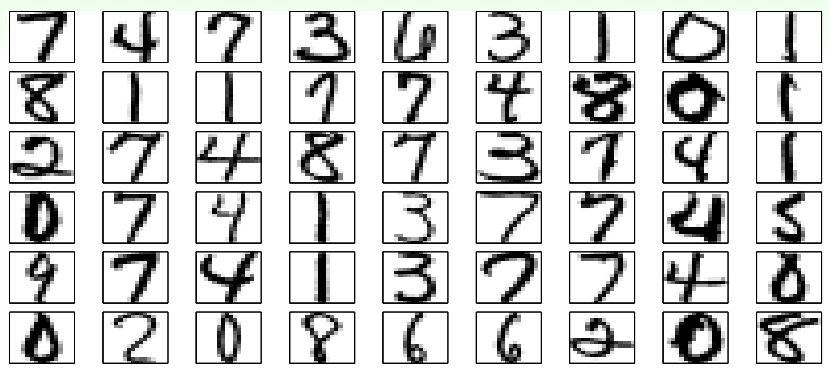 7 4 7 3 6 3 1 0 1
8 1 1 7 7 4 8 0 1
2 7 4 8 7 3 7 4 1
0 7 4 1 3 7 7 4 5
9 7 4 1 3 7 7 4 0
0 2 0 8 6 6 2 0 8